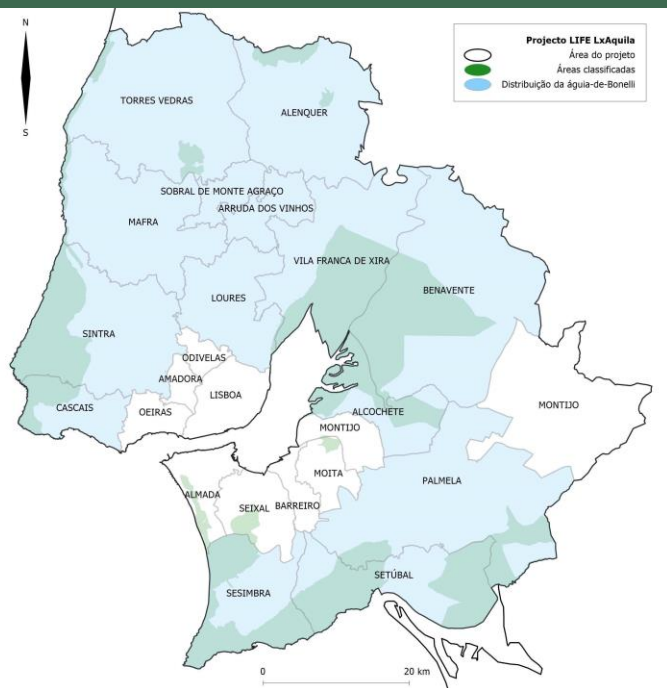 N
S
Projecto LIFE LxAquila
Área do projeto
Áreas classificadas
Distribuição da águia-de-Bonelli
TORRES VEDRAS
ALENQUER
SOBRAL DE MONTE AGRAÇO
ARRUDA DOS VINHOS
MAFRA
VILA FRANCA DE XIRA
BENAVENTE
LOURES
SINTRA
ODIVELAS
AMADORA
LISBOA
CASCAIS
OEIRAS
ALCOCHETE
MONTIJO
MONTIJO
MOITA
PALMELA
ALMADA
SEIXAL
BARREIRO
SETÚBAL
SESIMBRA
0
20 km